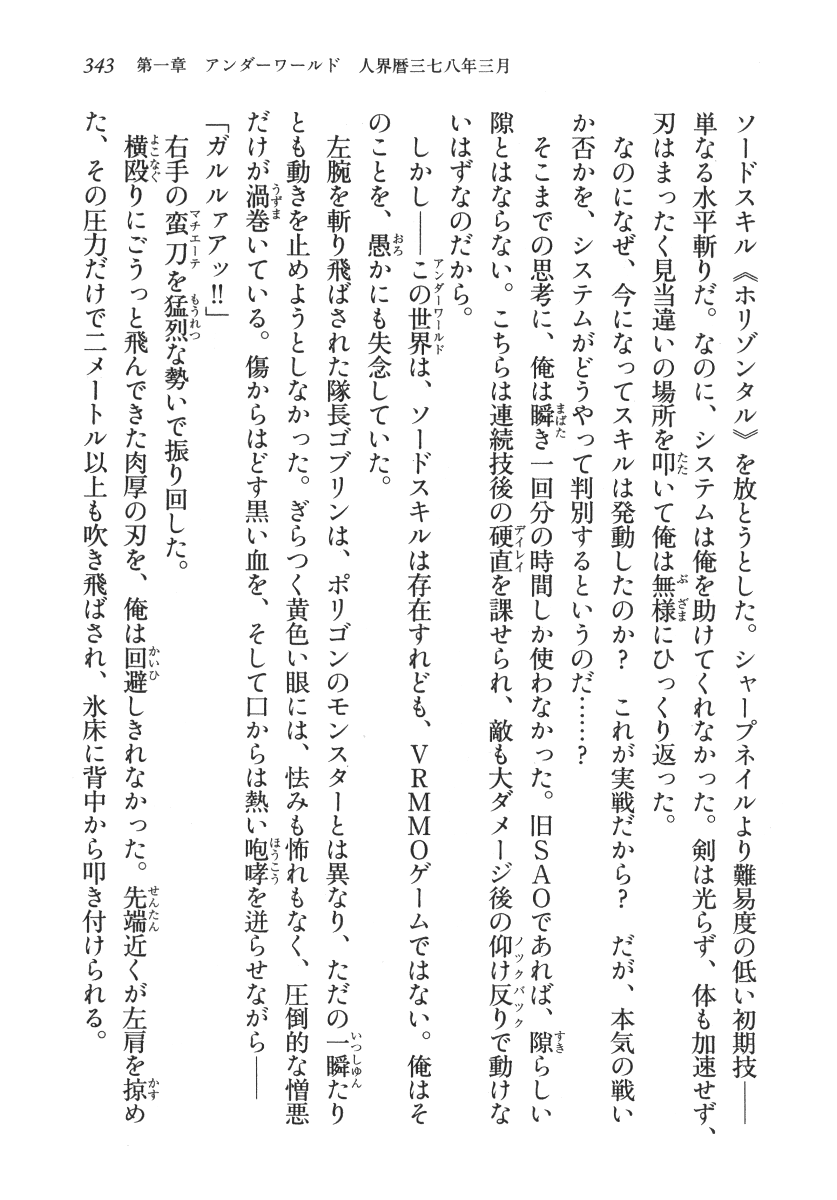 343　第一章　アンダーワールド　人界暦三七八年三月
ソードスキル《ホリゾンタル》を放とうとした。シャープネイルより難易度の低い初期技――
単なる水平斬りだ。なのに、システムは俺を助けてくれなかった。剣は光らず、体も加速せず、
刃はまったく見当違いの場所を叩いて俺は無様にひっくり返った。
　なのになぜ、今になってスキルは発動したのか？　これが実戦だから？　だが、本気の戦い
か否かを、システムがどうやって判別するというのだ……？
　そこまでの思考に、俺は瞬き一回分の時間しか使わなかった。旧ＳＡＯであれば、隙らしい
隙とはならない。こちらは連続技後の硬直を課せられ、敵も大ダメージ後の仰け反りで動けな
いはずなのだから。
　しかし――この世界は、ソードスキルは存在すれども、ＶＲＭＭＯゲームではない。俺はそ
のことを、愚かにも失念していた。
　左腕を斬り飛ばされた隊長ゴブリンは、ポリゴンのモンスターとは異なり、ただの一瞬たり
とも動きを止めようとしなかった。ぎらつく黄色い眼には、怯みも怖れもなく、圧倒的な憎悪
だけが渦巻いている。傷からはどす黒い血を、そして口からは熱い咆哮を迸らせながら――
「ガルルァアッ!!」
　右手の蛮刀を猛烈な勢いで振り回した。
　横殴りにごうっと飛んできた肉厚の刃を、俺は回避しきれなかった。先端近くが左肩を掠め
た、その圧力だけで二メートル以上も吹き飛ばされ、氷床に背中から叩き付けられる。